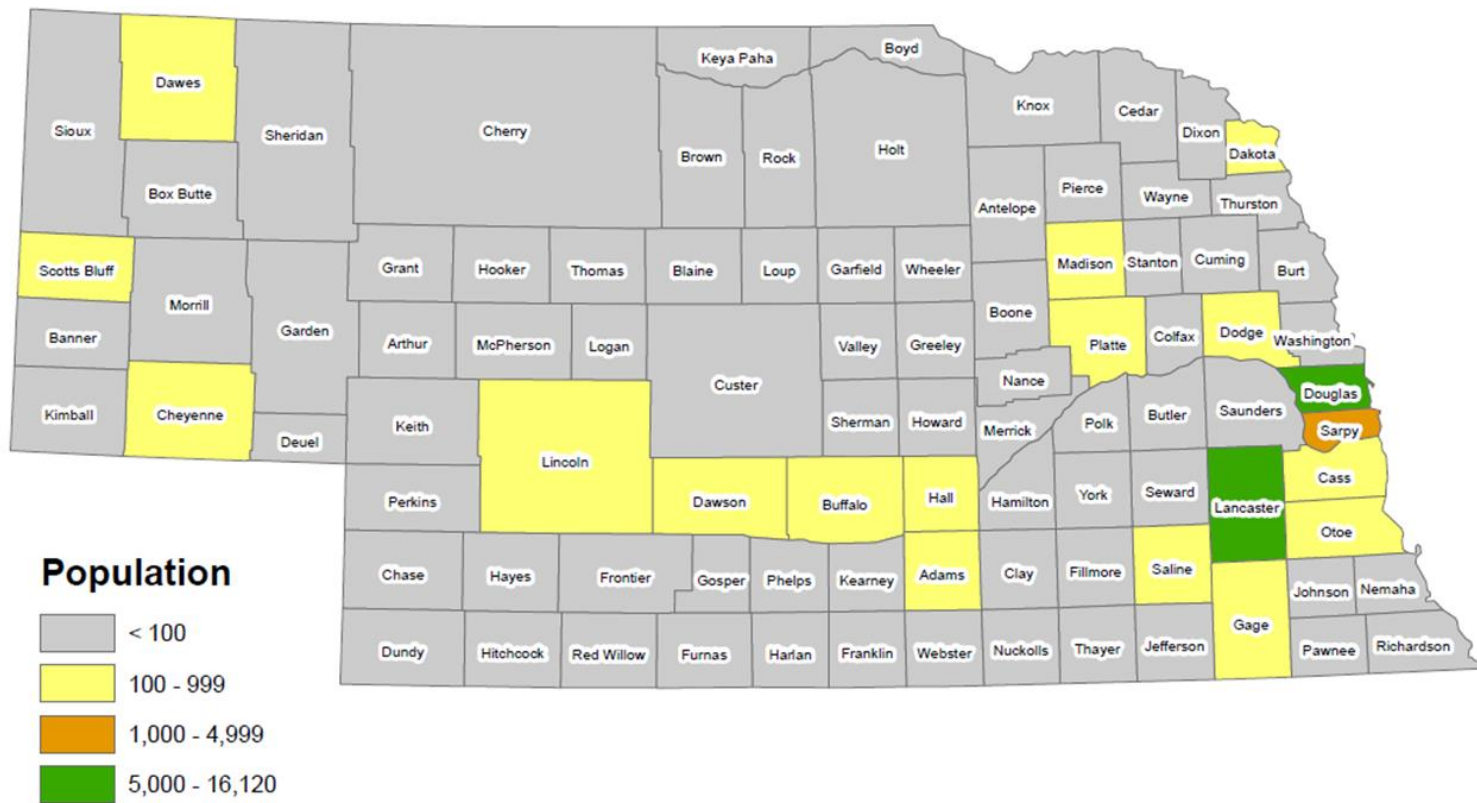 Keya Paha
Boyd
Dawes
Sioux
Sheridan
Cherry
Knox
Cedar
Dixon
Dakota
Brown
Rock
Holt
Box Butte
Antelope
Pierce
Wayne
Thurston
Scotts Bluff
Morrill
Grant
Hooker
Thomas
Blaine
Loup
Garfield
Wheeler
Madison
Stanton
Cuming
Burt
Banner
Garden
Arthur
McPherson
Logan
Custer
Valley
Greeley
Boone
Platte
Colfax
Dodge
Washington
Nance
Kimball
Cheyenne
Deuel
Keith
Lincoln
Sherman
Howard
Merrick
Polk
Butler
Saunders
Douglas
Sarpy
Perkins
Dawson
Buffalo
Hall
Hamilton
York
Seward
Lancaster
Cass
Otoe
Chase
Hayes
Frontier
Gosper
Phelps
Kearney
Adams
Clay
Fillmore
Saline
Gage
Johnson
Nemaha
Dundy
Hitchcock
Red Willow
Furnas
Harlan
Franklin
Webster
Nuckolls
Thayer
Jefferson
Pawnee
Richardson
Population
< 100
100 - 999
1,000 - 4,999
5,000 - 16,120